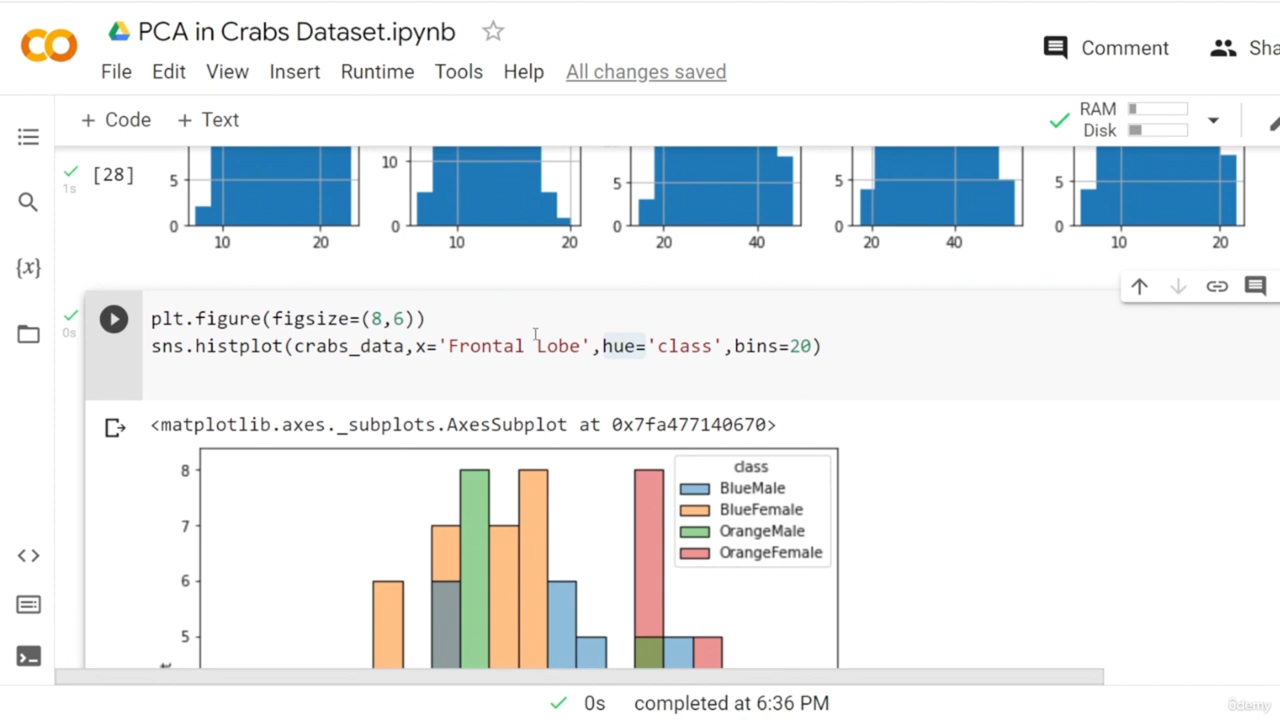 PCA in Crabs Dataset.ipynb
Comment
Sha
File Edit View Insert Runtime Tools Help All changes saved
+ Code + Text
RAM
Disk
1s
[28]
5
0
10 20
10
0
10 20
5
0
20 40
5
0
20 40
5
0
10 20
{x}
0s
plt.figure(figsize=(8,6))
sns.histplot(crabs_data,x='Frontal Lobe',hue='class',bins=20)
<matplotlib.axes._subplots.AxesSubplot at 0x7fa477140670>
class
BlueMale
BlueFemale
OrangeMale
OrangeFemale
8
7
6
5
0s completed at 6:36 PM
ûdemy